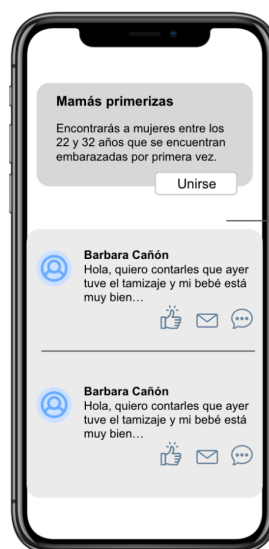 Mamás primerizas
Encontrarás a mujeres entre los
22 y 32 años que se encuentran
embarazadas por primera vez.
Unirse
Barbara Cañón
Hola, quiero contarles que ayer
tuve el tamizaje y mi bebé está
muy bien…
Barbara Cañón
Hola, quiero contarles que ayer
tuve el tamizaje y mi bebé está
muy bien…